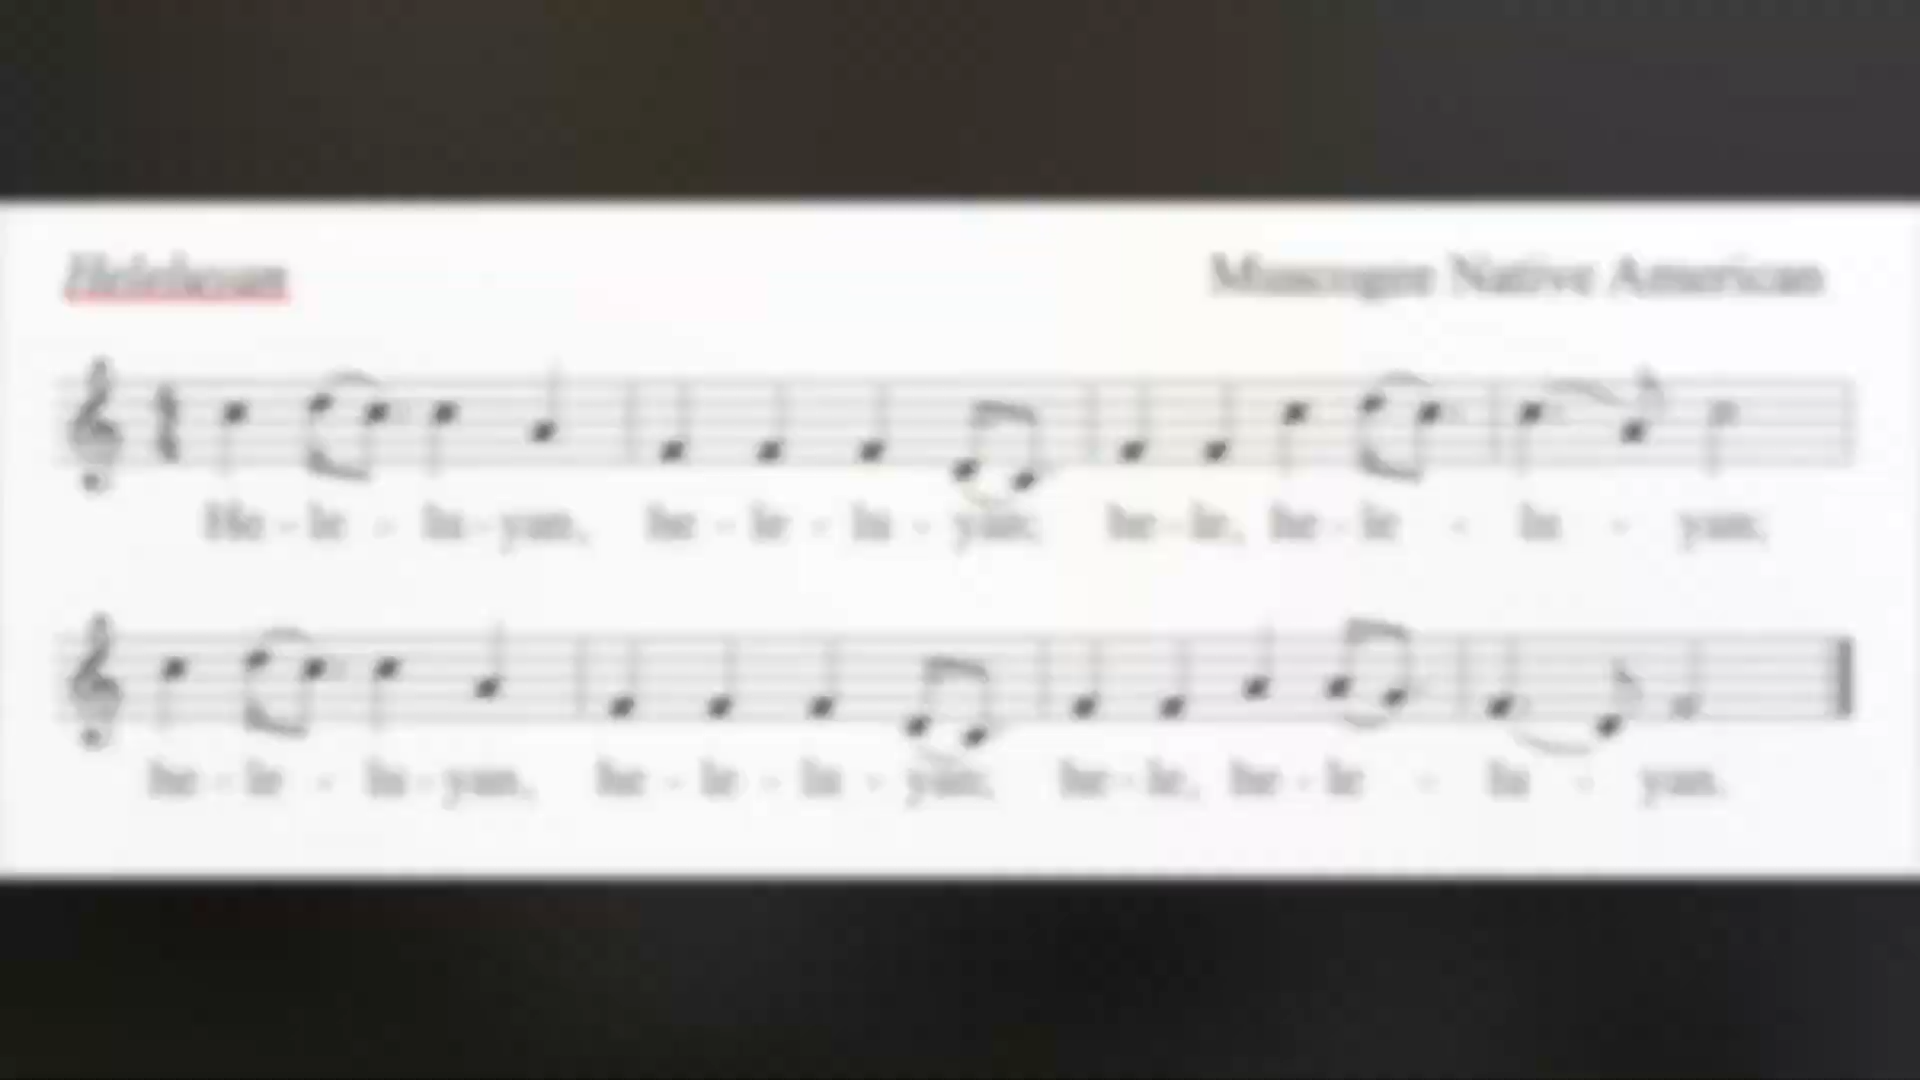 Heleluyan Muscogee Native American
He - le - lu - yan, he - le - lu - yan; he - le, he - le - lu - yan;
he - le - lu - yan, he - le - lu - yan; he - le, he - le - lu - yan.